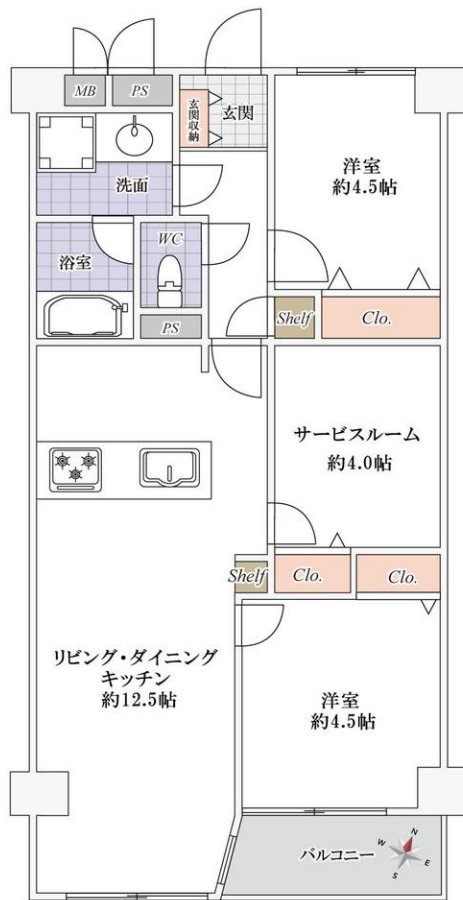 MB
PS
玄関収納
玄関
洋室
約4.5帖
洗面
WC
浴室
PS
Shelf
Clo.
サービスルーム
約4.0帖
Shelf
Clo.
Clo.
リビング・ダイニング
キッチン
約12.5帖
洋室
約4.5帖
バルコニー
N
W
E
S